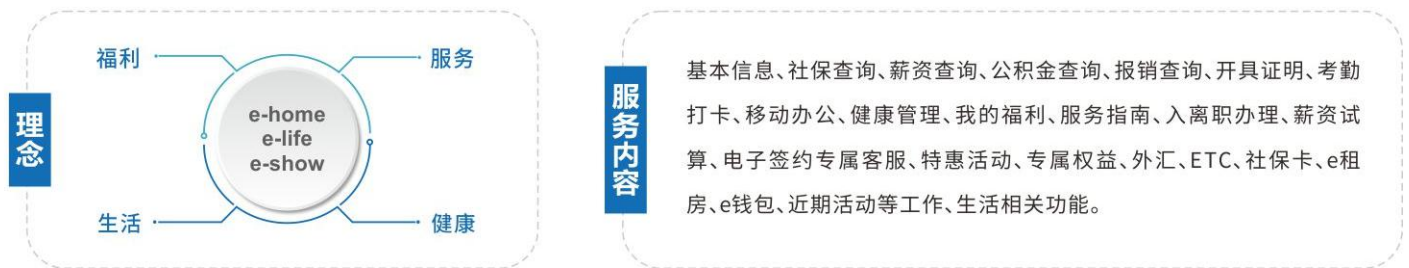 理念
福利
服务
e-home
e-life
e-show
生活
健康
服务内容
基本信息、社保查询、薪资查询、公积金查询、报销查询、开具证明、考勤
打卡、移动办公、健康管理、我的福利、服务指南、入离职办理、薪资试
算、电子签约专属客服、特惠活动、专属权益、外汇、ETC、社保卡、e租
房、e钱包、近期活动等工作、生活相关功能。